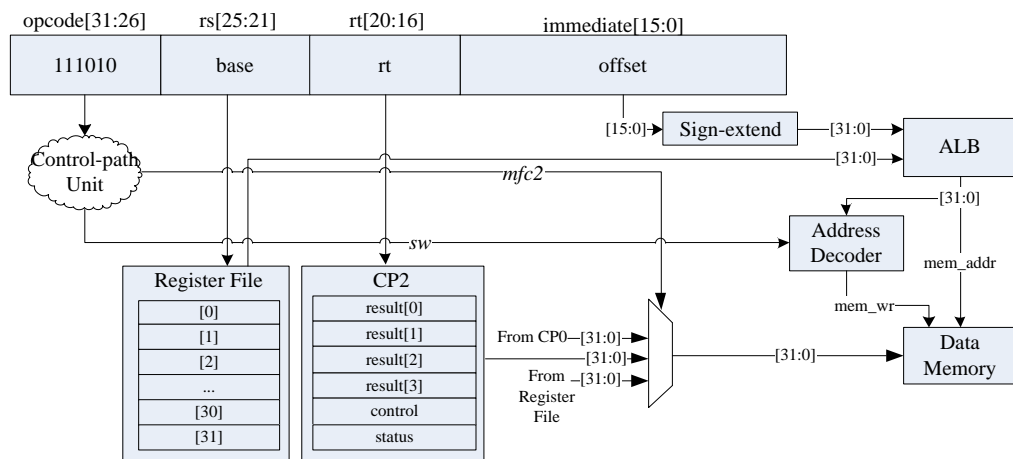 opcode[31:26] rs[25:21] rt[20:16] immediate[15:0]
111010 base rt offset
[15:0] Sign-extend [31:0]
ALB
[31:0]
Control-path
Unit
mfc2
[31:0]
sw
Address
Decoder
mem_addr
mem_wr
Register File
[0]
[1]
[2]
...
[30]
[31]
CP2
result[0]
result[1]
result[2]
result[3]
control
status
From CP0 [31:0]
[31:0]
[31:0]
From
Register
File
[31:0]
Data
Memory